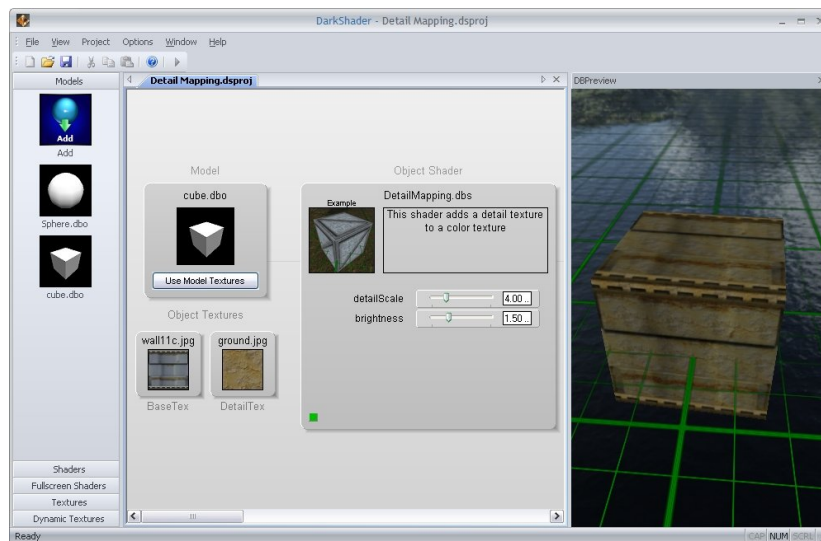 DarkShader - Detail Mapping.dsproj
File View Project Options Window Help
Models
Add
Add
Sphere.dbo
cube.dbo
Shaders
Fullscreen Shaders
Textures
Dynamic Textures
Detail Mapping.dsproj
Model
cube.dbo
Use Model Textures
Object Textures
wall11c.jpg
BaseTex
ground.jpg
DetailTex
Object Shader
DetailMapping.dbs
Example
This shader adds a detail texture
to a color texture
detailScale 4.00..
brightness 1.50..
DBPreview
Ready
CAP NUM SCRL